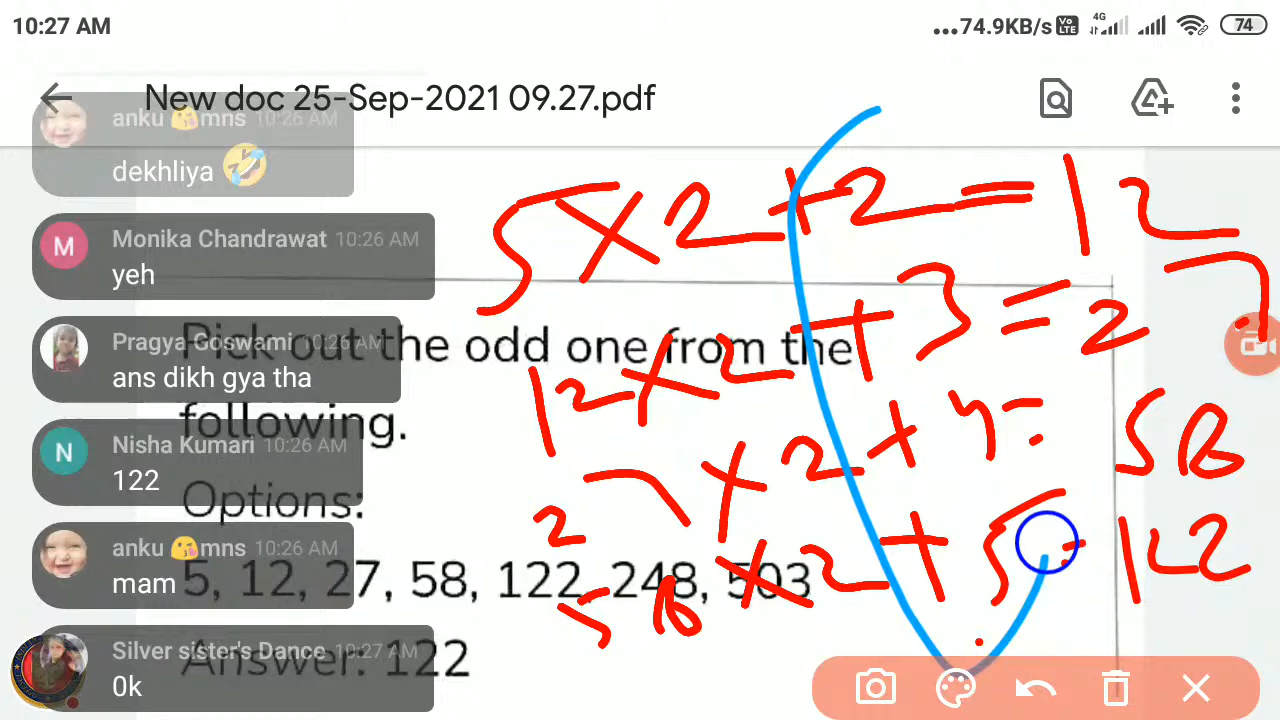 10:27 AM
...74.9KB/s Vo LTE 4G 74
New doc 25-Sep-2021 09.27.pdf
anku 😘mns 10:26 AM
dekhliya 🤣
Monika Chandrawat 10:26 AM
yeh
Pragya Goswami 10:26 AM
ans dikh gya tha
Nisha Kumari 10:26 AM
122
anku 😘mns 10:26 AM
mam
Silver sister's Dance 10:27 AM
0k
Pick out the odd one from the
following.
Options:
5, 12, 27, 58, 122, 248, 503
Answer: 122
5×2+2=12
12×2+3=27
27×2+4=58
58×2+5=122